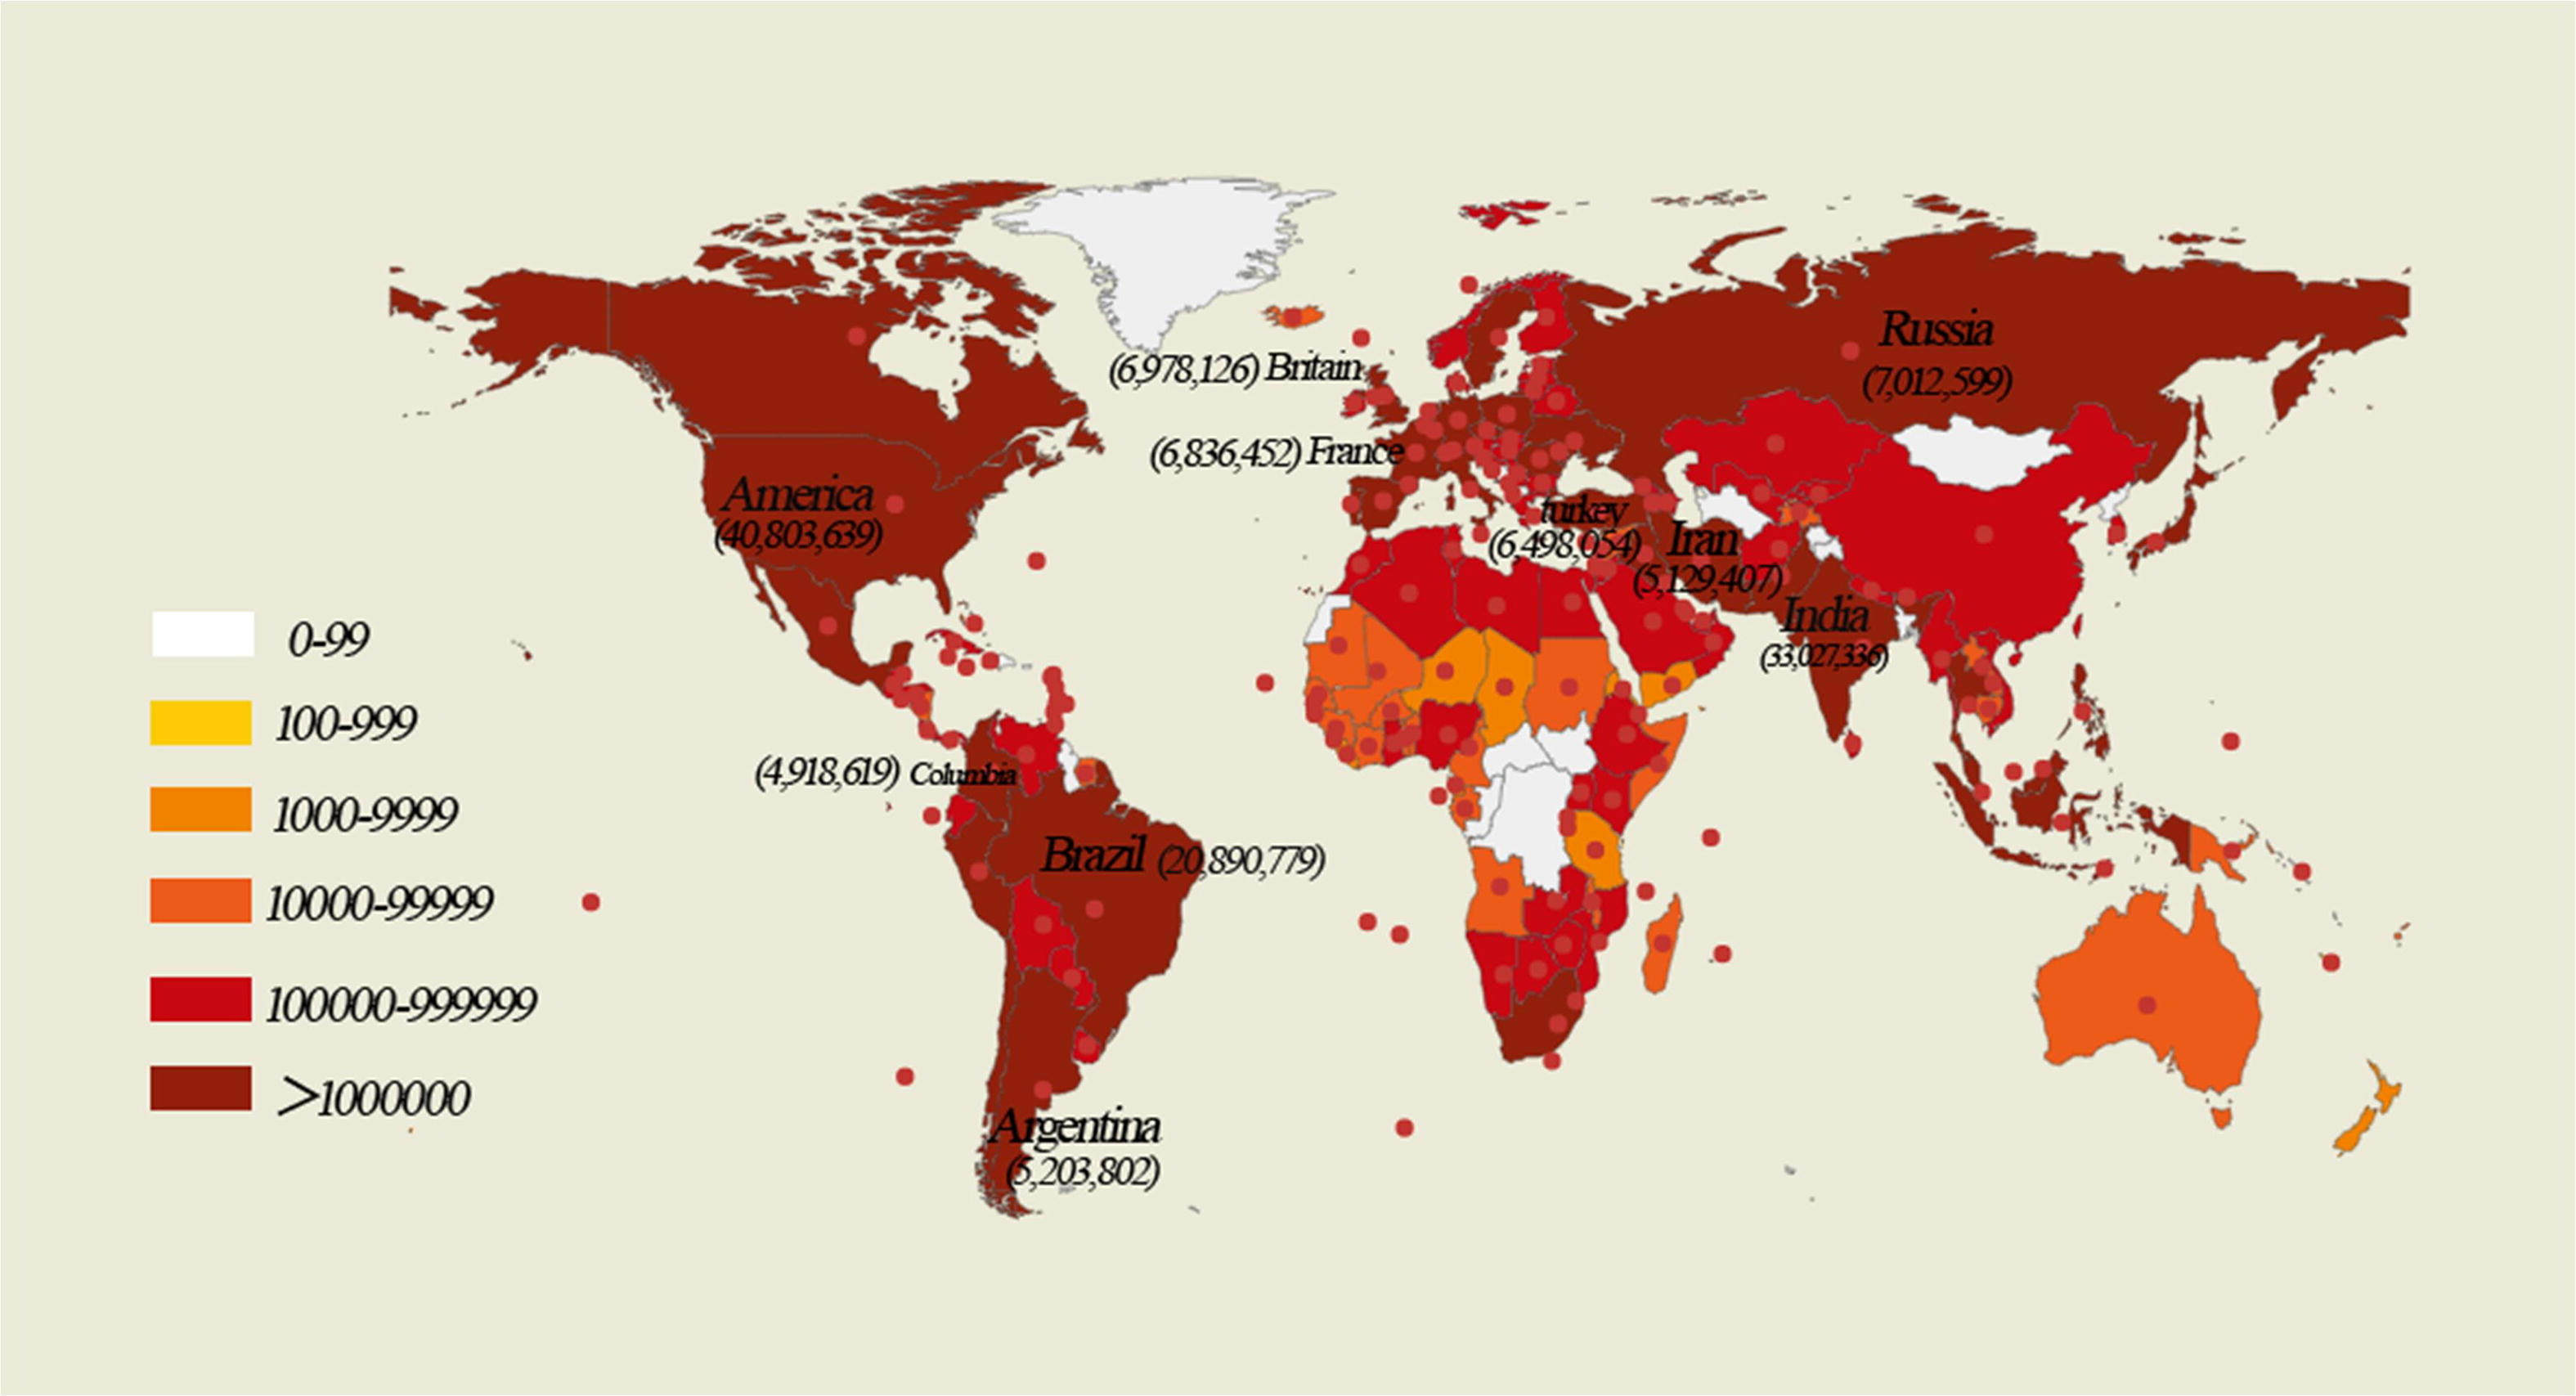 Russia
(7,012,599)
(6,978,126) Britain
(6,836,452) France
America
(40,803,639)
turkey
(6,498,054)
Iran
(5,129,407)
India
(33,027,336)
(4,918,619) Columbia
Brazil (20,890,779)
Argentina
(5,203,802)
0-99
100-999
1000-9999
10000-99999
100000-999999
>1000000